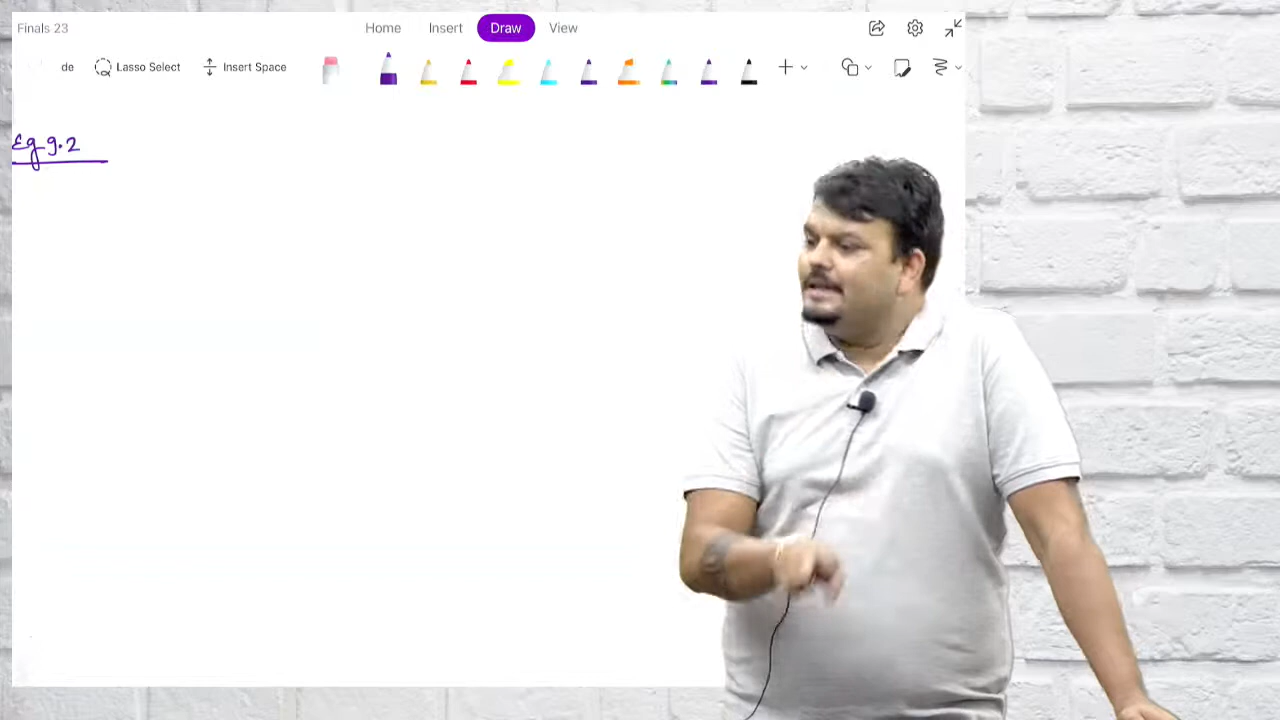 Finals 23
Home Insert Draw View
de Lasso Select Insert Space
Eg 9.2